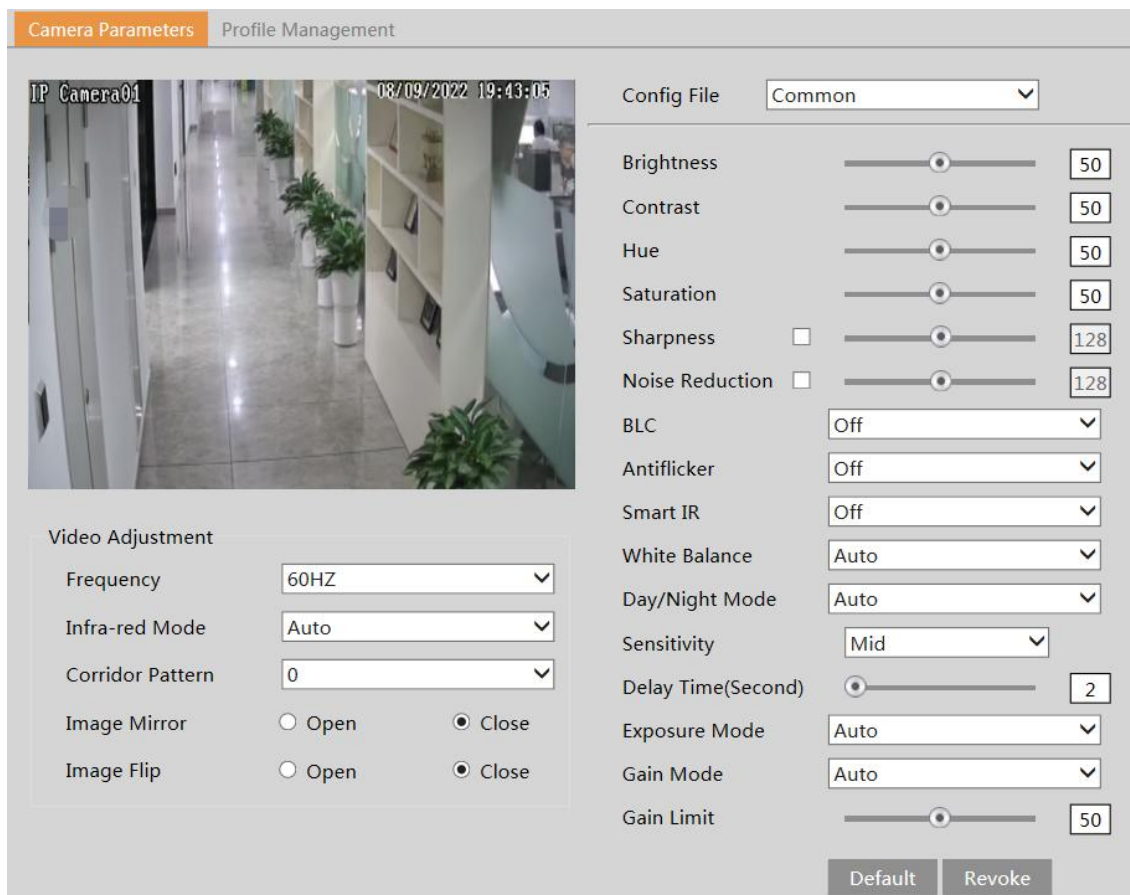 Camera Parameters Profile Management
IP Camera01 08/09/2022 19:43:05
Config File Common
Brightness 50
Contrast 50
Hue 50
Saturation 50
Sharpness 128
Noise Reduction 128
BLC Off
Antiflicker Off
Smart IR Off
White Balance Auto
Day/Night Mode Auto
Sensitivity Mid
Delay Time(Second) 2
Exposure Mode Auto
Gain Mode Auto
Gain Limit 50
Default Revoke
Video Adjustment
Frequency 60HZ
Infra-red Mode Auto
Corridor Pattern 0
Image Mirror Open Close
Image Flip Open Close